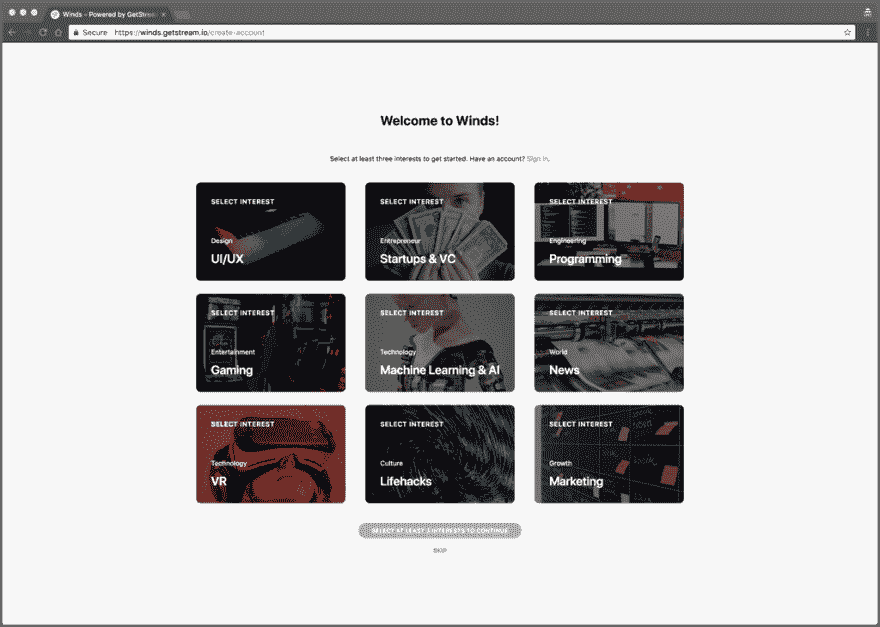 Winds - Powered by GetStre
Secure https://winds.getstream.io/create-account
Welcome to Winds!
Select at least three interests to get started. Have an account? Sign in.
SELECT INTEREST
Design
UI/UX
SELECT INTEREST
Entrepreneur
Startups & VC
SELECT INTEREST
Engineering
Programming
SELECT INTEREST
Entertainment
Gaming
SELECT INTEREST
Technology
Machine Learning & AI
SELECT INTEREST
World
News
SELECT INTEREST
Technology
VR
SELECT INTEREST
Culture
Lifehacks
SELECT INTEREST
Growth
Marketing
SELECT AT LEAST 3 INTERESTS TO CONTINUE
SKIP